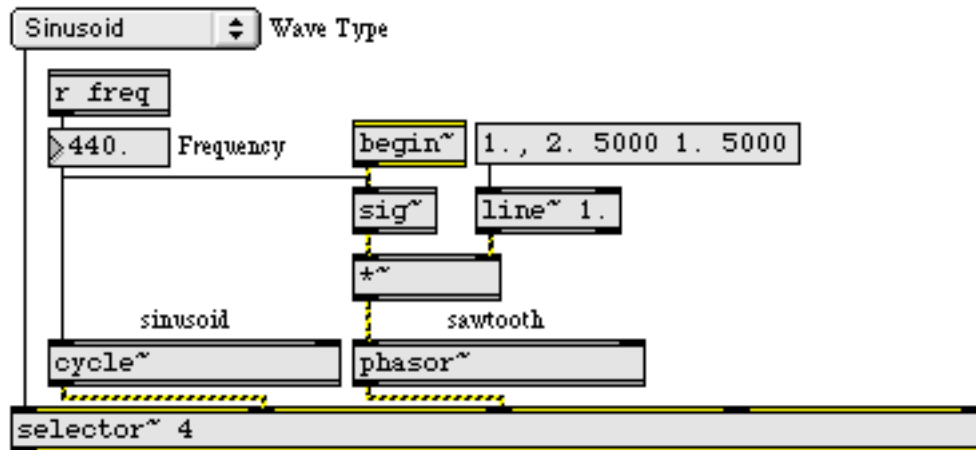 Sinusoid Wave Type
r freq
440. Frequency
begin~ 1., 2. 5000 1. 5000
sig~ line~ 1.
*~
sinusoid sawtooth
cycle~ phasor~
selector~ 4